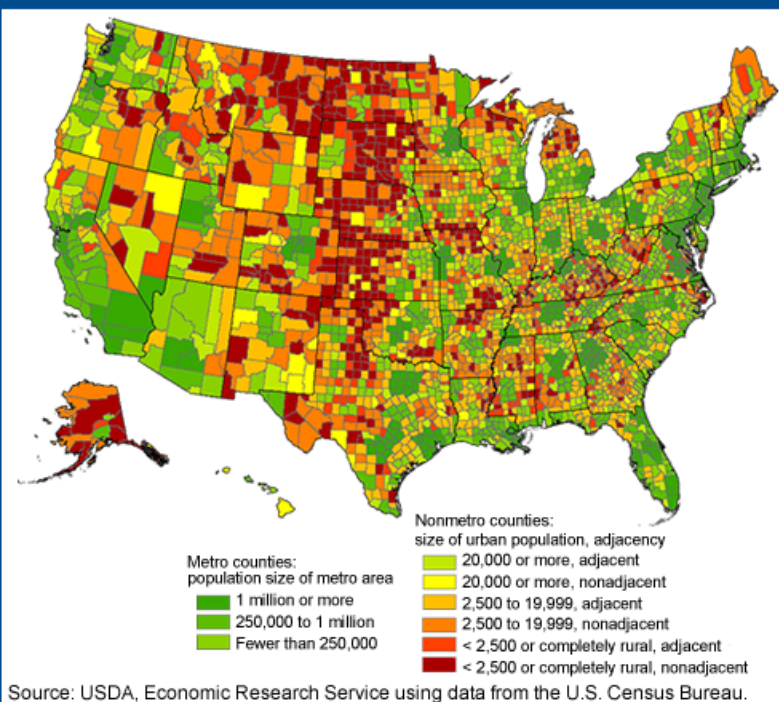 Metro counties:
population size of metro area
1 million or more
250,000 to 1 million
Fewer than 250,000
Nonmetro counties:
size of urban population, adjacency
20,000 or more, adjacent
20,000 or more, nonadjacent
2,500 to 19,999, adjacent
2,500 to 19,999, nonadjacent
< 2,500 or completely rural, adjacent
< 2,500 or completely rural, nonadjacent
Source: USDA, Economic Research Service using data from the U.S. Census Bureau.